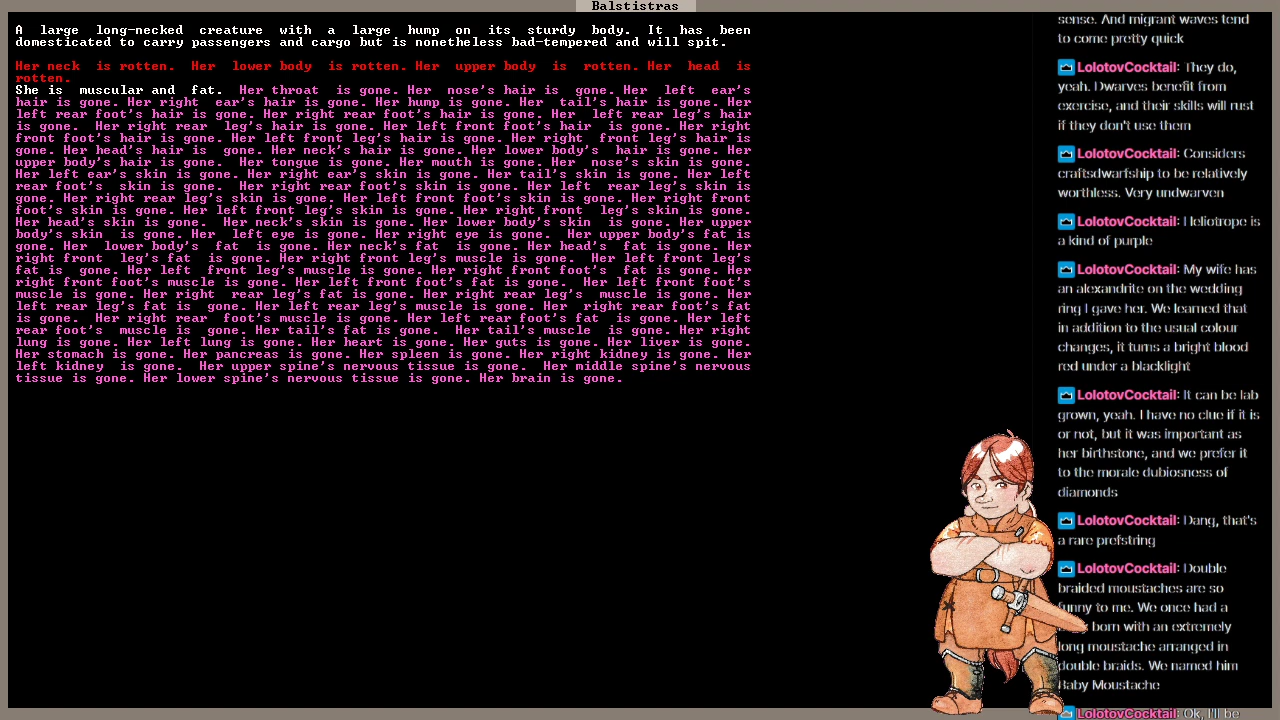 Balstistras
A large long-necked creature with a large hump on its sturdy body. It has been
domesticated to carry passengers and cargo but is nonetheless bad-tempered and will spit.
Her neck is rotten. Her lower body is rotten. Her upper body is rotten. Her head is
rotten.
She is muscular and fat. Her throat is gone. Her nose's hair is gone. Her left ear's
hair is gone. Her right ear's hair is gone. Her hump is gone. Her tail's hair is gone. Her
left rear foot's hair is gone. Her right rear foot's hair is gone. Her left rear leg's hair
is gone. Her right rear leg's hair is gone. Her left front foot's hair is gone. Her right
front foot's hair is gone. Her left front leg's hair is gone. Her right front leg's hair is
gone. Her head's hair is gone. Her neck's hair is gone. Her lower body's hair is gone. Her
upper body's hair is gone. Her tongue is gone. Her mouth is gone. Her nose's skin is gone.
Her left ear's skin is gone. Her right ear's skin is gone. Her tail's skin is gone. Her left
rear foot's skin is gone. Her right rear foot's skin is gone. Her left rear leg's skin is
gone. Her right rear leg's skin is gone. Her left front foot's skin is gone. Her right front
foot's skin is gone. Her left front leg's skin is gone. Her right front leg's skin is gone.
Her head's skin is gone. Her neck's skin is gone. Her lower body's skin is gone. Her upper
body's skin is gone. Her left eye is gone. Her right eye is gone. Her upper body's fat is
gone. Her lower body's fat is gone. Her neck's fat is gone. Her head's fat is gone. Her
right front leg's fat is gone. Her right front leg's muscle is gone. Her left front leg's
fat is gone. Her left front leg's muscle is gone. Her right front foot's fat is gone. Her
right front foot's muscle is gone. Her left front foot's fat is gone. Her left front foot's
muscle is gone. Her right rear leg's fat is gone. Her right rear leg's muscle is gone. Her
left rear leg's fat is gone. Her left rear leg's muscle is gone. Her right rear foot's fat
is gone. Her right rear foot's muscle is gone. Her left rear foot's fat is gone. Her left
rear foot's muscle is gone. Her tail's fat is gone. Her tail's muscle is gone. Her right
lung is gone. Her left lung is gone. Her heart is gone. Her guts is gone. Her liver is gone.
Her stomach is gone. Her pancreas is gone. Her spleen is gone. Her right kidney is gone. Her
left kidney is gone. Her upper spine's nervous tissue is gone. Her middle spine's nervous
tissue is gone. Her lower spine's nervous tissue is gone. Her brain is gone.
sense. And migrant waves tend
to come pretty quick
LolotovCocktail: They do,
yeah. Dwarves benefit from
exercise, and their skills will rust
if they don't use them
LolotovCocktail: Considers
craftsdwarfship to be relatively
worthless. Very undwarven
LolotovCocktail: Heliotrope is
a kind of purple
LolotovCocktail: My wife has
an alexandrite on the wedding
ring I gave her. We learned that
in addition to the usual colour
changes, it turns a bright blood
red under a blacklight
LolotovCocktail: It can be lab
grown, yeah. I have no clue if it is
or not, but it was important as
her birthstone, and we prefer it
to the morale dubiosness of
diamonds
LolotovCocktail: Dang, that's
a rare prefstring
LolotovCocktail: Double
braided moustaches are so
funny to me. We once had a
born with an extremely
long moustache arranged in
double braids. We named him
Baby Moustache
LolotovCocktail: Ok, I'll be